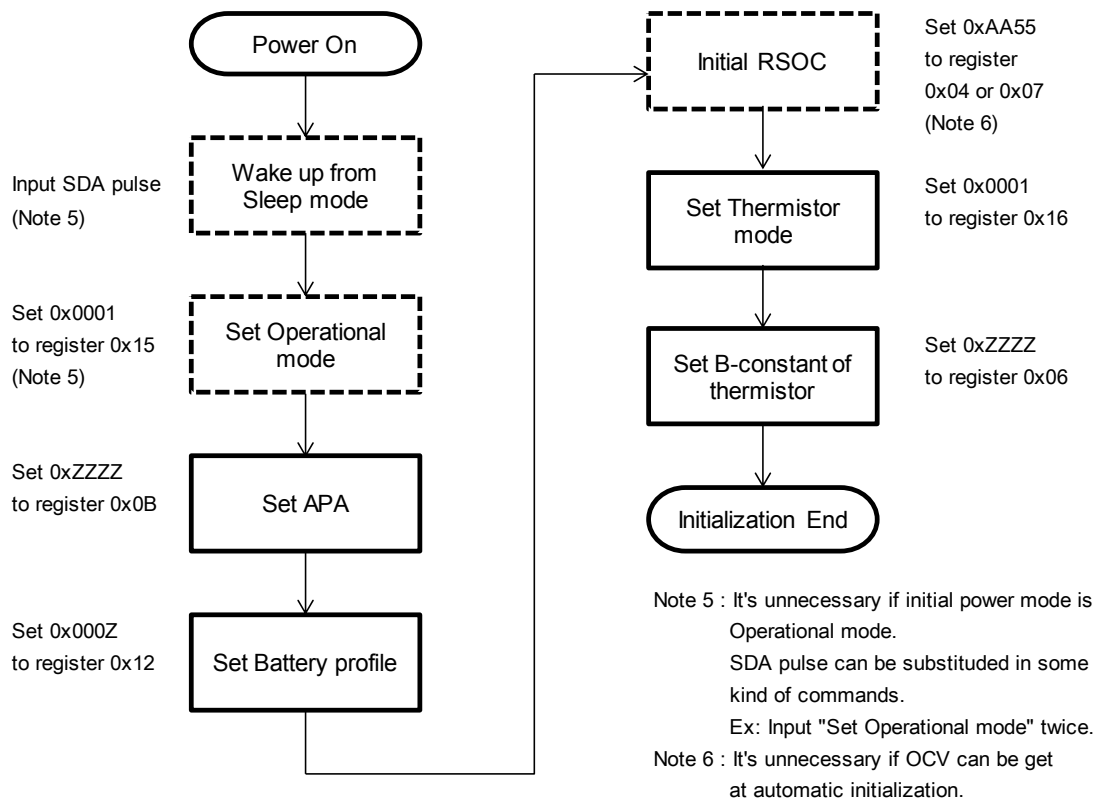 Power On
Input SDA pulse
(Note 5)
Wake up from
Sleep mode
Set 0x0001
to register 0x15
(Note 5)
Set Operational
mode
Set 0xZZZZ
to register 0x0B
Set APA
Set 0x000Z
to register 0x12
Set Battery profile
Initial RSOC
Set 0xAA55
to register
0x04 or 0x07
(Note 6)
Set Thermistor
mode
Set 0x0001
to register 0x16
Set B-constant of
thermistor
Set 0xZZZZ
to register 0x06
Initialization End
Note 5 : It's unnecessary if initial power mode is
Operational mode.
SDA pulse can be substituded in some
kind of commands.
Ex: Input "Set Operational mode" twice.
Note 6 : It's unnecessary if OCV can be get
at automatic initialization.